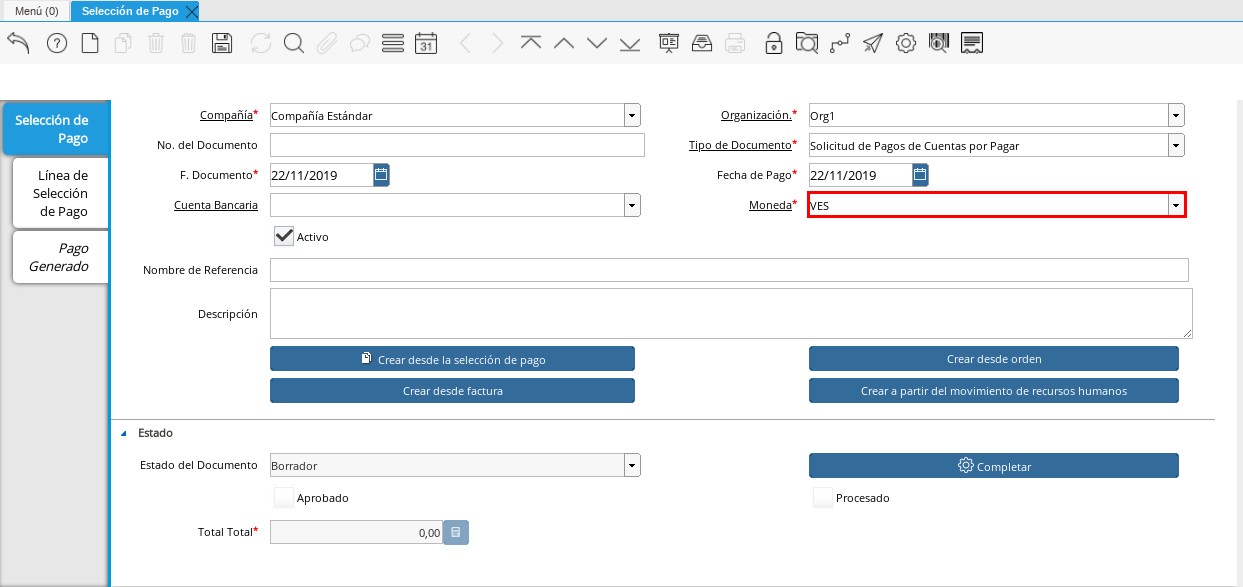 Menú (0)
Selección de Pago
31
Selección de
Pago
Línea de
Selección
de Pago
Pago
Generado
Compañía* Compañía Estándar
Organización.* Org1
No. del Documento
Tipo de Documento* Solicitud de Pagos de Cuentas por Pagar
F. Documento* 22/11/2019
Fecha de Pago* 22/11/2019
Cuenta Bancaria
Moneda* VES
Activo
Nombre de Referencia
Descripción
Crear desde la selección de pago
Crear desde orden
Crear desde factura
Crear a partir del movimiento de recursos humanos
Estado
Estado del Documento Borrador
Completar
Aprobado
Procesado
Total Total* 0,00